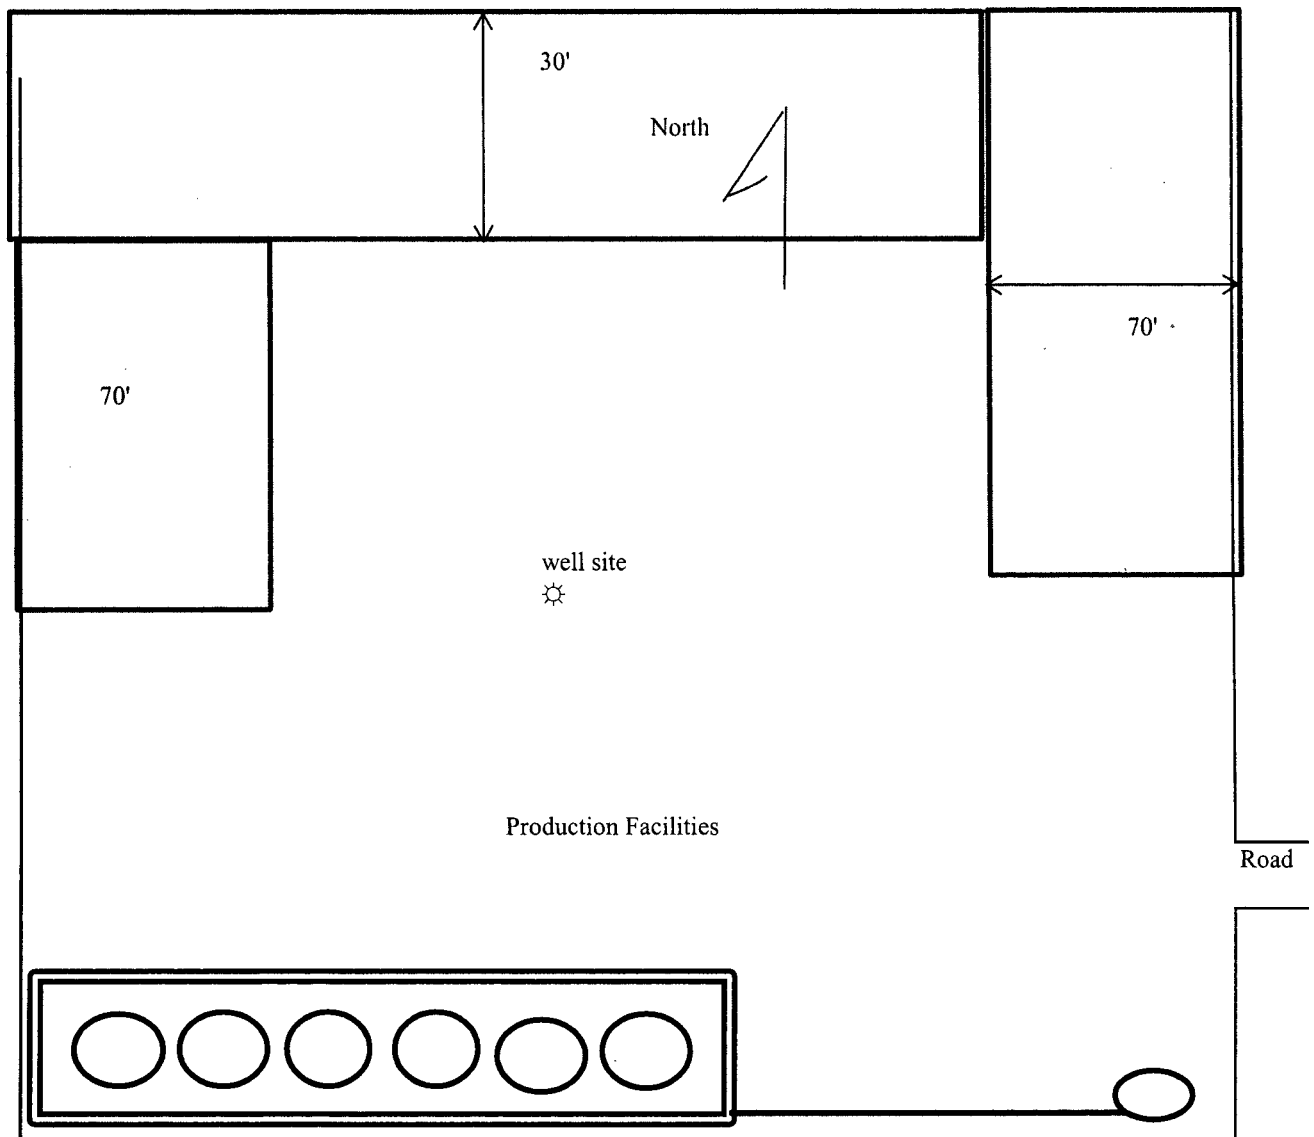 30'
North
70'
70'
well site
Production Facilities
Road